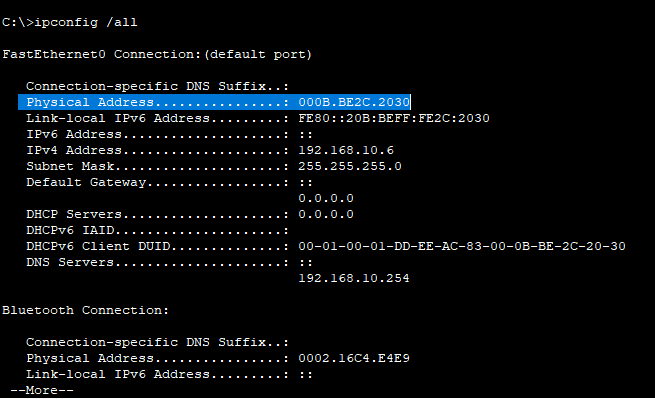 C:\>ipconfig /all
FastEthernet0 Connection:(default port)
Connection-specific DNS Suffix..:
Physical Address................: 000B.BE2C.2030
Link-local IPv6 Address.........: FE80::20B:BEFF:FE2C:2030
IPv6 Address....................: ::
IPv4 Address....................: 192.168.10.6
Subnet Mask.....................: 255.255.255.0
Default Gateway.................: ::
0.0.0.0
DHCP Servers....................: 0.0.0.0
DHCPv6 IAID.....................:
DHCPv6 Client DUID..............: 00-01-00-01-DD-EE-AC-83-00-0B-BE-2C-20-30
DNS Servers.....................: ::
192.168.10.254
Bluetooth Connection:
Connection-specific DNS Suffix..:
Physical Address................: 0002.16C4.E4E9
Link-local IPv6 Address.........: ::
--More--